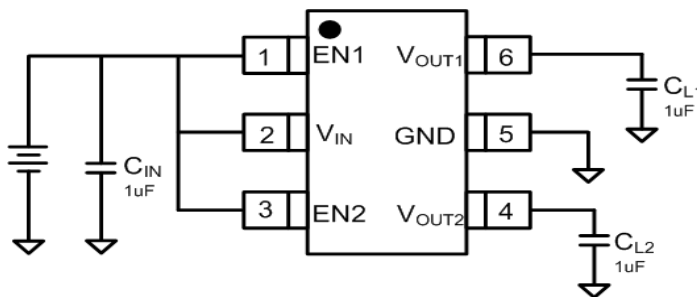 1 EN1 VOUT1 6
CL1
1uF
2 VIN GND 5
CIN
1uF
3 EN2 VOUT2 4
CL2
1uF